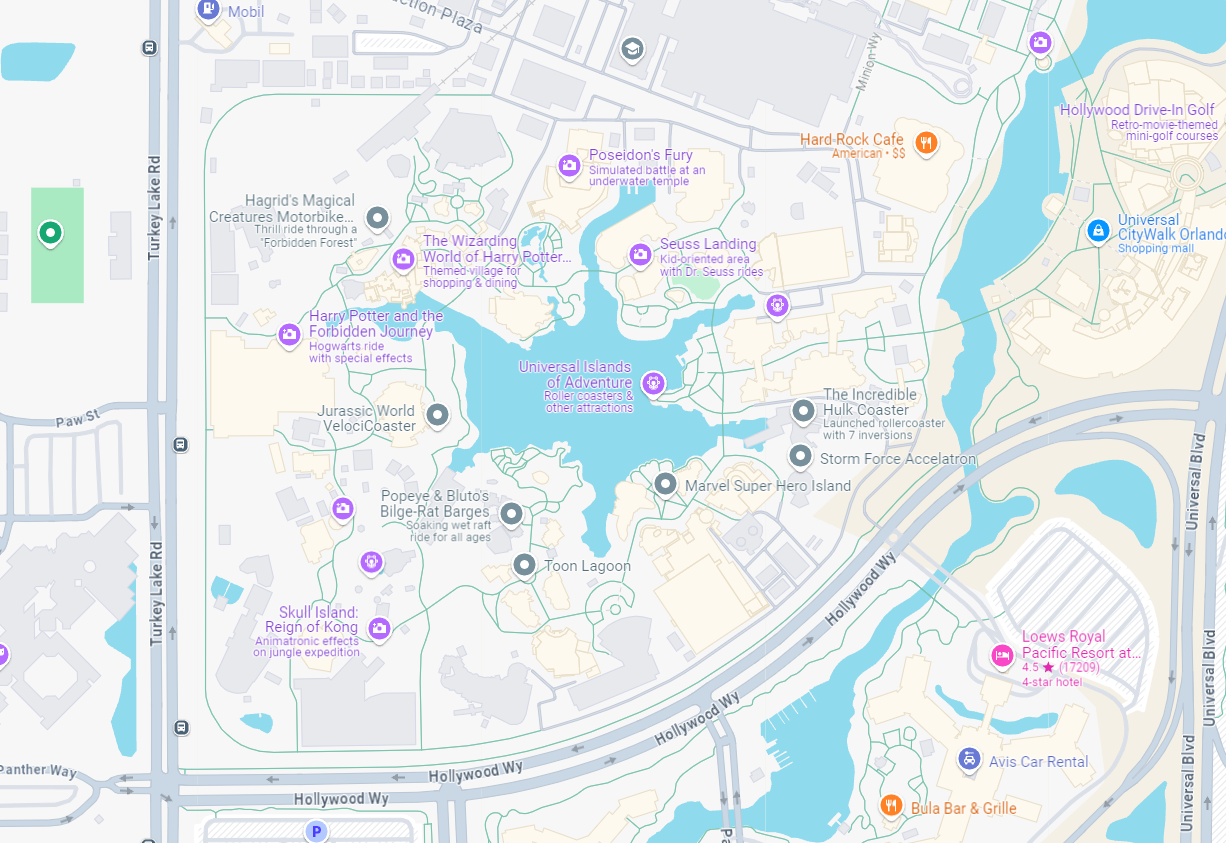 Mobil
ction Plaza
Minion Wy
Hollywood Drive-In Golf
Retro-movie-themed
mini-golf courses
Hard Rock Cafe
American • $$
Poseidon's Fury
Simulated battle at an
underwater temple
Turkey Lake Rd
Hagrid's Magical
Creatures Motorbike...
Thrill ride through a
"Forbidden Forest"
Universal
CityWalk Orlando
Shopping mall
The Wizarding
World of Harry Potter...
Themed village for
shopping & dining
Seuss Landing
Kid-oriented area
with Dr. Seuss rides
Harry Potter and the
Forbidden Journey
Hogwarts ride
with special effects
Universal Islands
of Adventure
Roller coasters &
other attractions
The Incredible
Hulk Coaster
Launched rollercoaster
with 7 inversions
Paw St
Jurassic World
VelociCoaster
Storm Force Accelatron
Universal Blvd
Marvel Super Hero Island
Popeye & Bluto's
Bilge-Rat Barges
Soaking wet raft
ride for all ages
Toon Lagoon
Turkey Lake Rd
Hollywood Wy
Skull Island:
Reign of Kong
Animatronic effects
on jungle expedition
Loews Royal
Pacific Resort at...
4.5 ★ (17209)
4-star hotel
Universal Blvd
Hollywood Wy
Universal Blvd
Avis Car Rental
Panther Way
Hollywood Wy
Hollywood Wy
Bula Bar & Grille
P
Pa